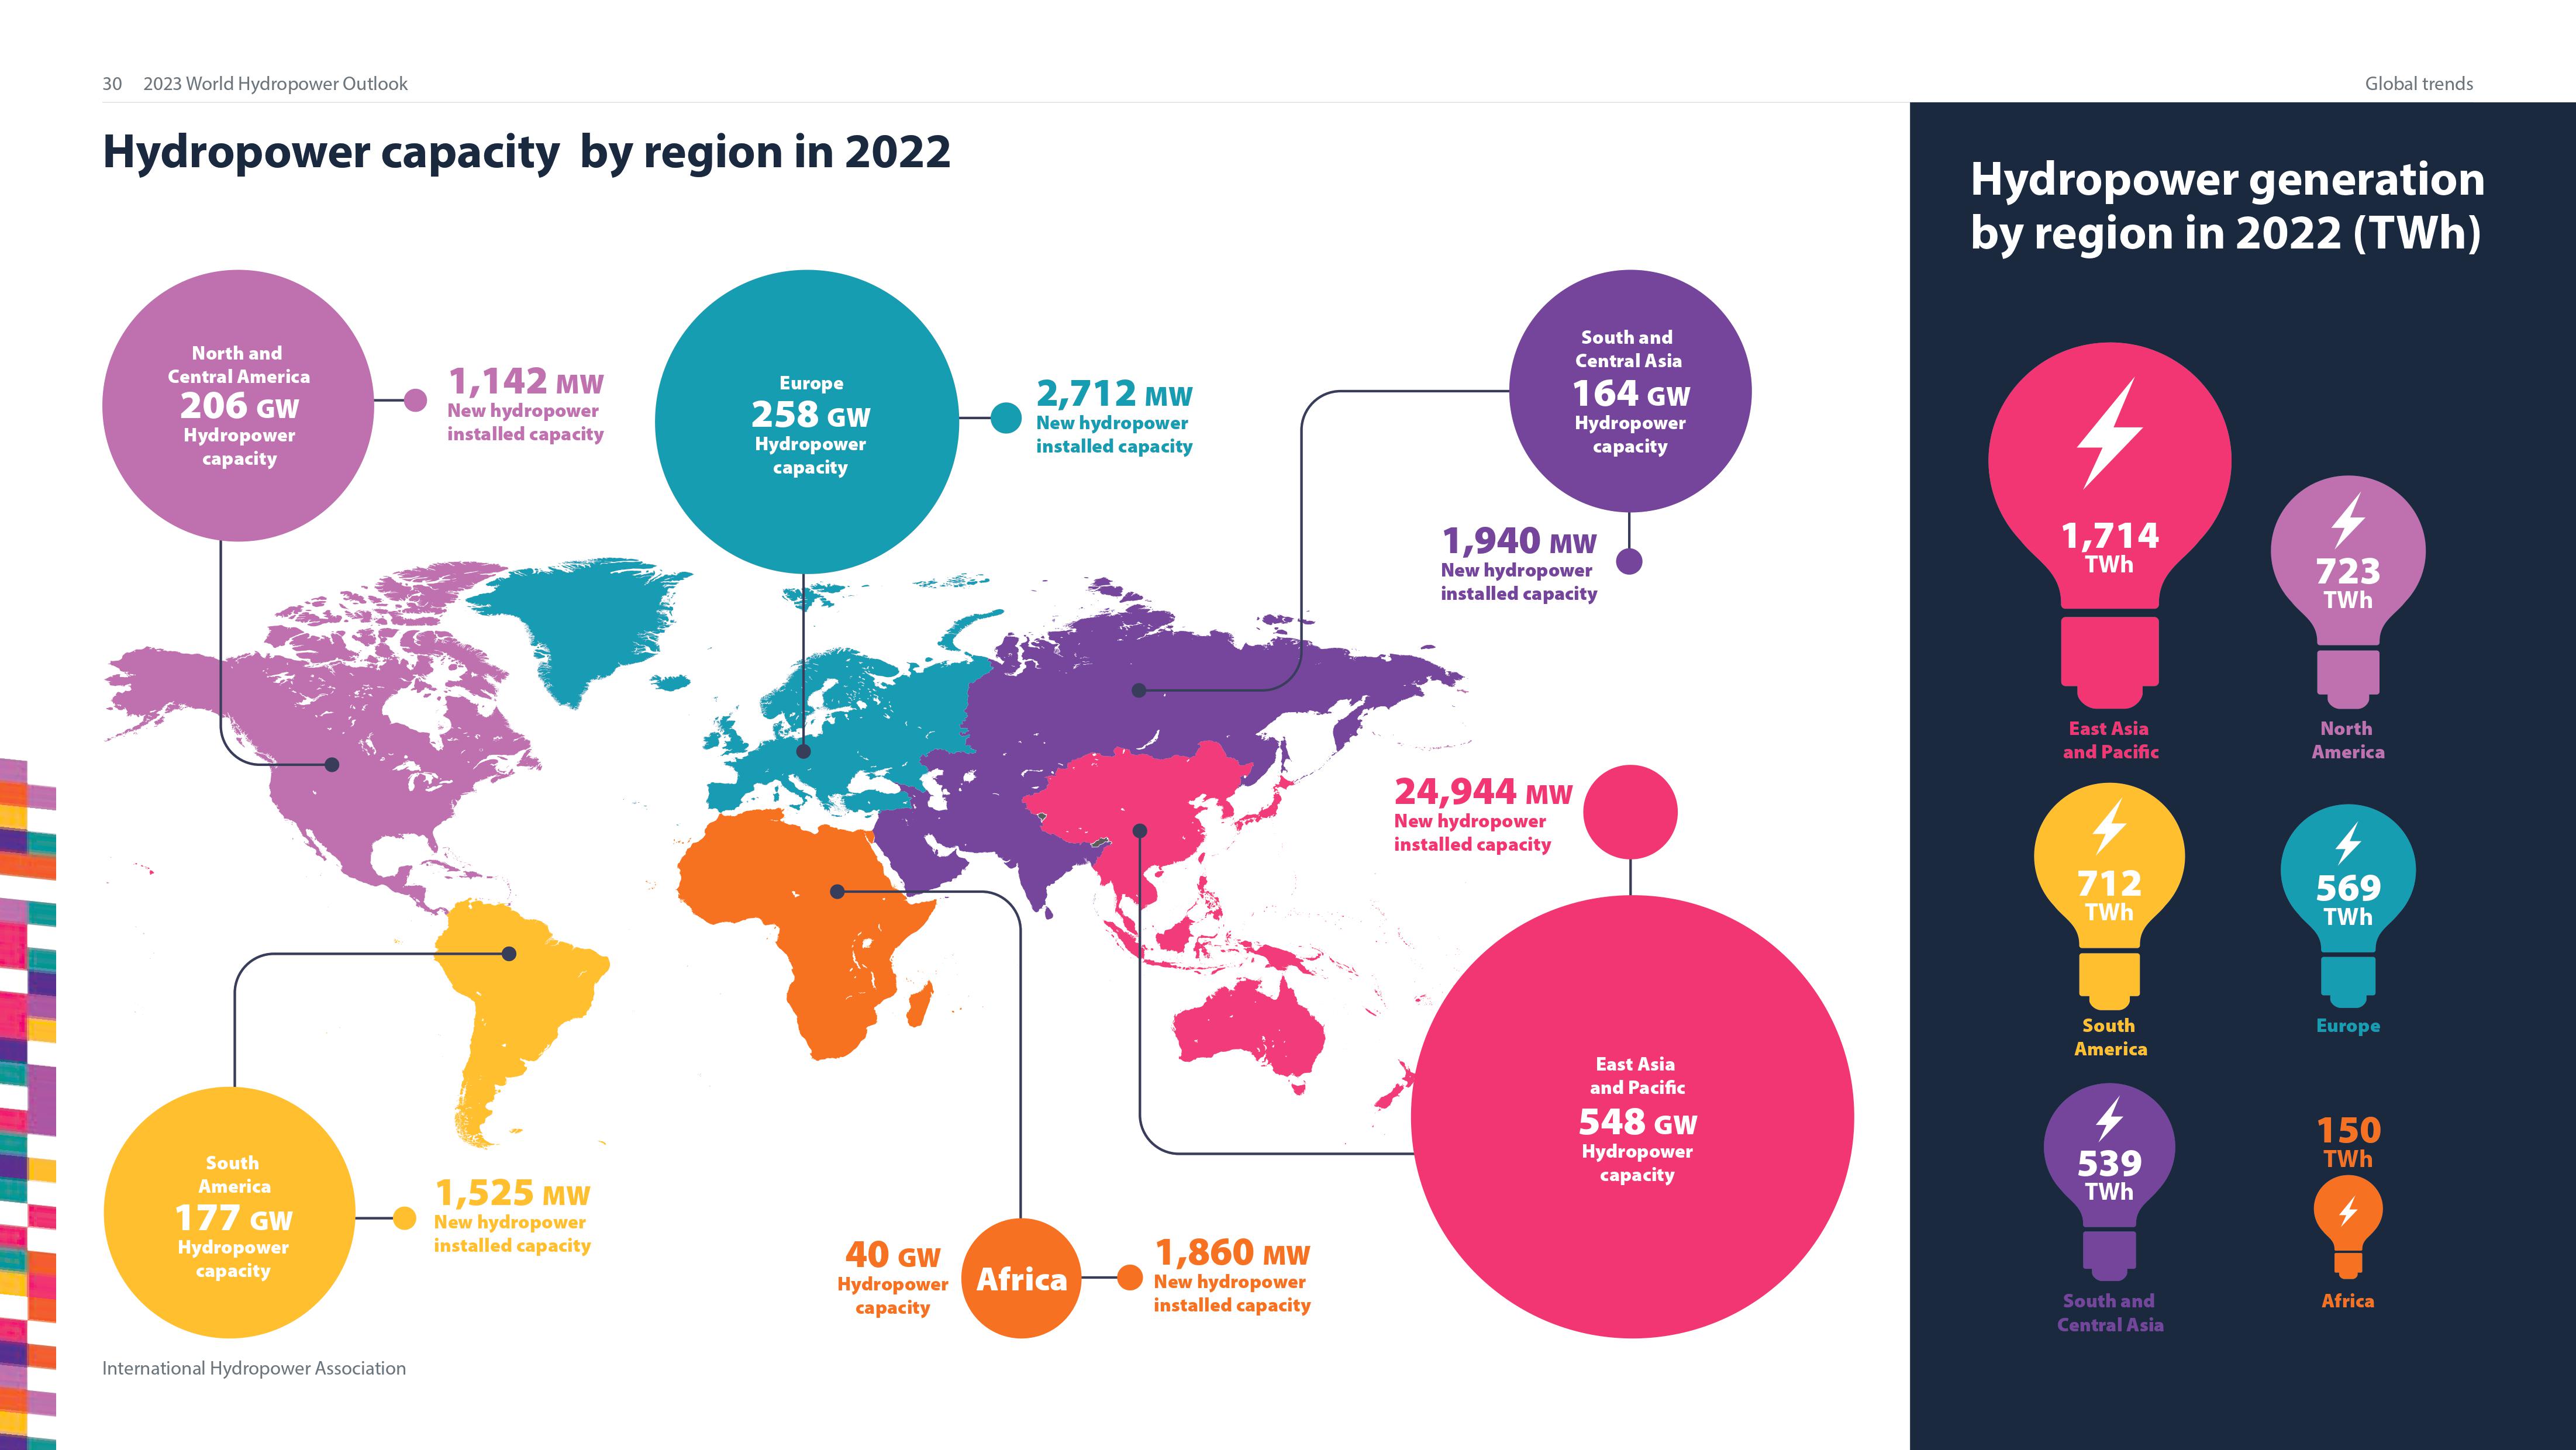 30 2023 World Hydropower Outlook
Global trends
Hydropower capacity by region in 2022
North and
Central America
206 GW
Hydropower
capacity
1,142 MW
New hydropower
installed capacity
Europe
258 GW
Hydropower
capacity
2,712 MW
New hydropower
installed capacity
South and
Central Asia
164 GW
Hydropower
capacity
1,940 MW
New hydropower
installed capacity
24,944 MW
New hydropower
installed capacity
East Asia
and Pacific
548 GW
Hydropower
capacity
South
America
177 GW
Hydropower
capacity
1,525 MW
New hydropower
installed capacity
40 GW
Hydropower
capacity
Africa
1,860 MW
New hydropower
installed capacity
International Hydropower Association
Hydropower generation
by region in 2022 (TWh)
1,714
TWh
East Asia
and Pacific
723
TWh
North
America
712
TWh
South
America
569
TWh
Europe
539
TWh
South and
Central Asia
150
TWh
Africa